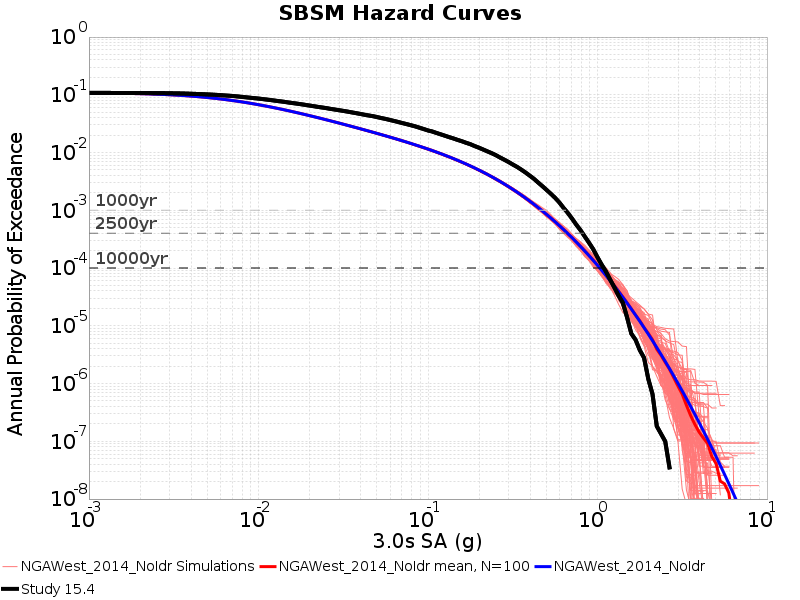 SBSM Hazard Curves
Annual Probability of Exceedance
10^0
10^-1
10^-2
10^-3
10^-4
10^-5
10^-6
10^-7
10^-8
1000yr
2500yr
10000yr
10^-3 10^-2 10^-1 10^0 10^1
3.0s SA (g)
NGAWest_2014_NoIdr Simulations NGAWest_2014_NoIdr mean, N=100 NGAWest_2014_NoIdr
Study 15.4